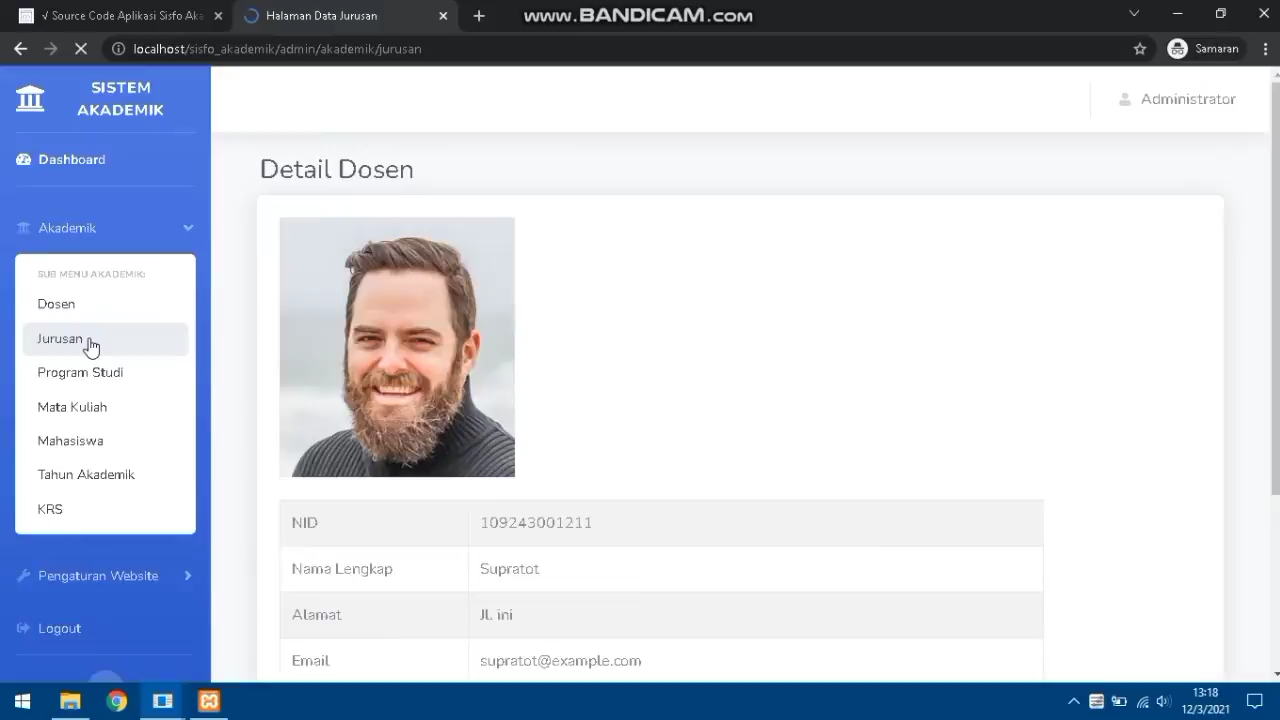 √ Source Code Aplikasi Sisfo Aka
Halaman Data Jurusan
www.BANDICAM.com
localhost/sisfo_akademik/admin/akademik/jurusan
Samaran
SISTEM
AKADEMIK
Administrator
Dashboard
Detail Dosen
Akademik
SUB MENU AKADEMIK:
Dosen
Jurusan
Program Studi
Mata Kuliah
Mahasiswa
Tahun Akademik
KRS
Pengaturan Website
Logout
NID 109243001211
Nama Lengkap Supratot
Alamat Jl. ini
Email supratot@example.com
13:18
12/3/2021